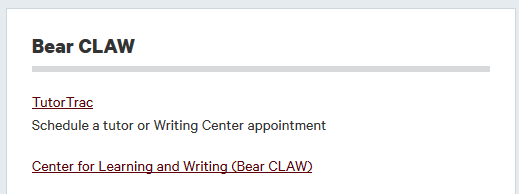 Bear CLAW
TutorTrac
Schedule a tutor or Writing Center appointment
Center for Learning and Writing (Bear CLAW)